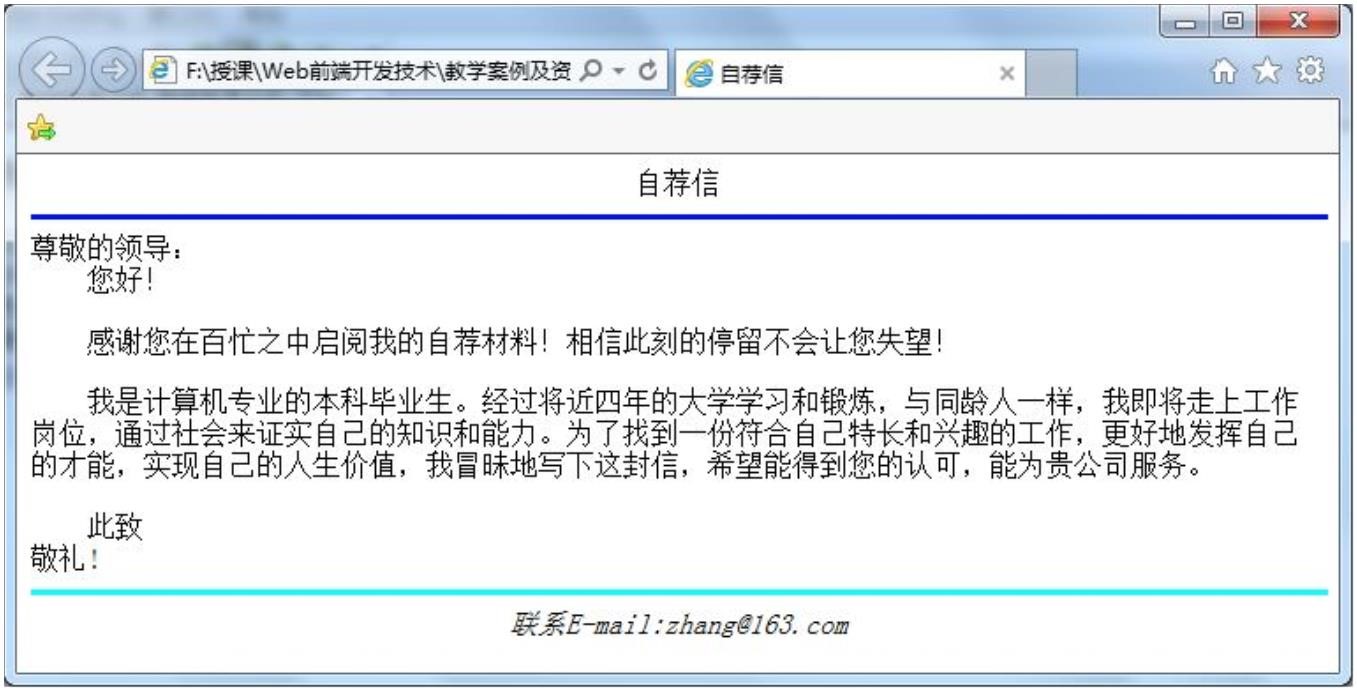 F:\授课\Web前端开发技术\教学案例及资
自荐信
自荐信
尊敬的领导：
您好！
感谢您在百忙之中启阅我的自荐材料！相信此刻的停留不会让您失望！
我是计算机专业的本科毕业生。经过将近四年的大学学习和锻炼，与同龄人一样，我即将走上工作
岗位，通过社会来证实自己的知识和能力。为了找到一份符合自己特长和兴趣的工作，更好地发挥自己
的才能，实现自己的人生价值，我冒昧地写下这封信，希望能得到您的认可，能为贵公司服务。
此致
敬礼！
联系E-mail:zhang@163.com